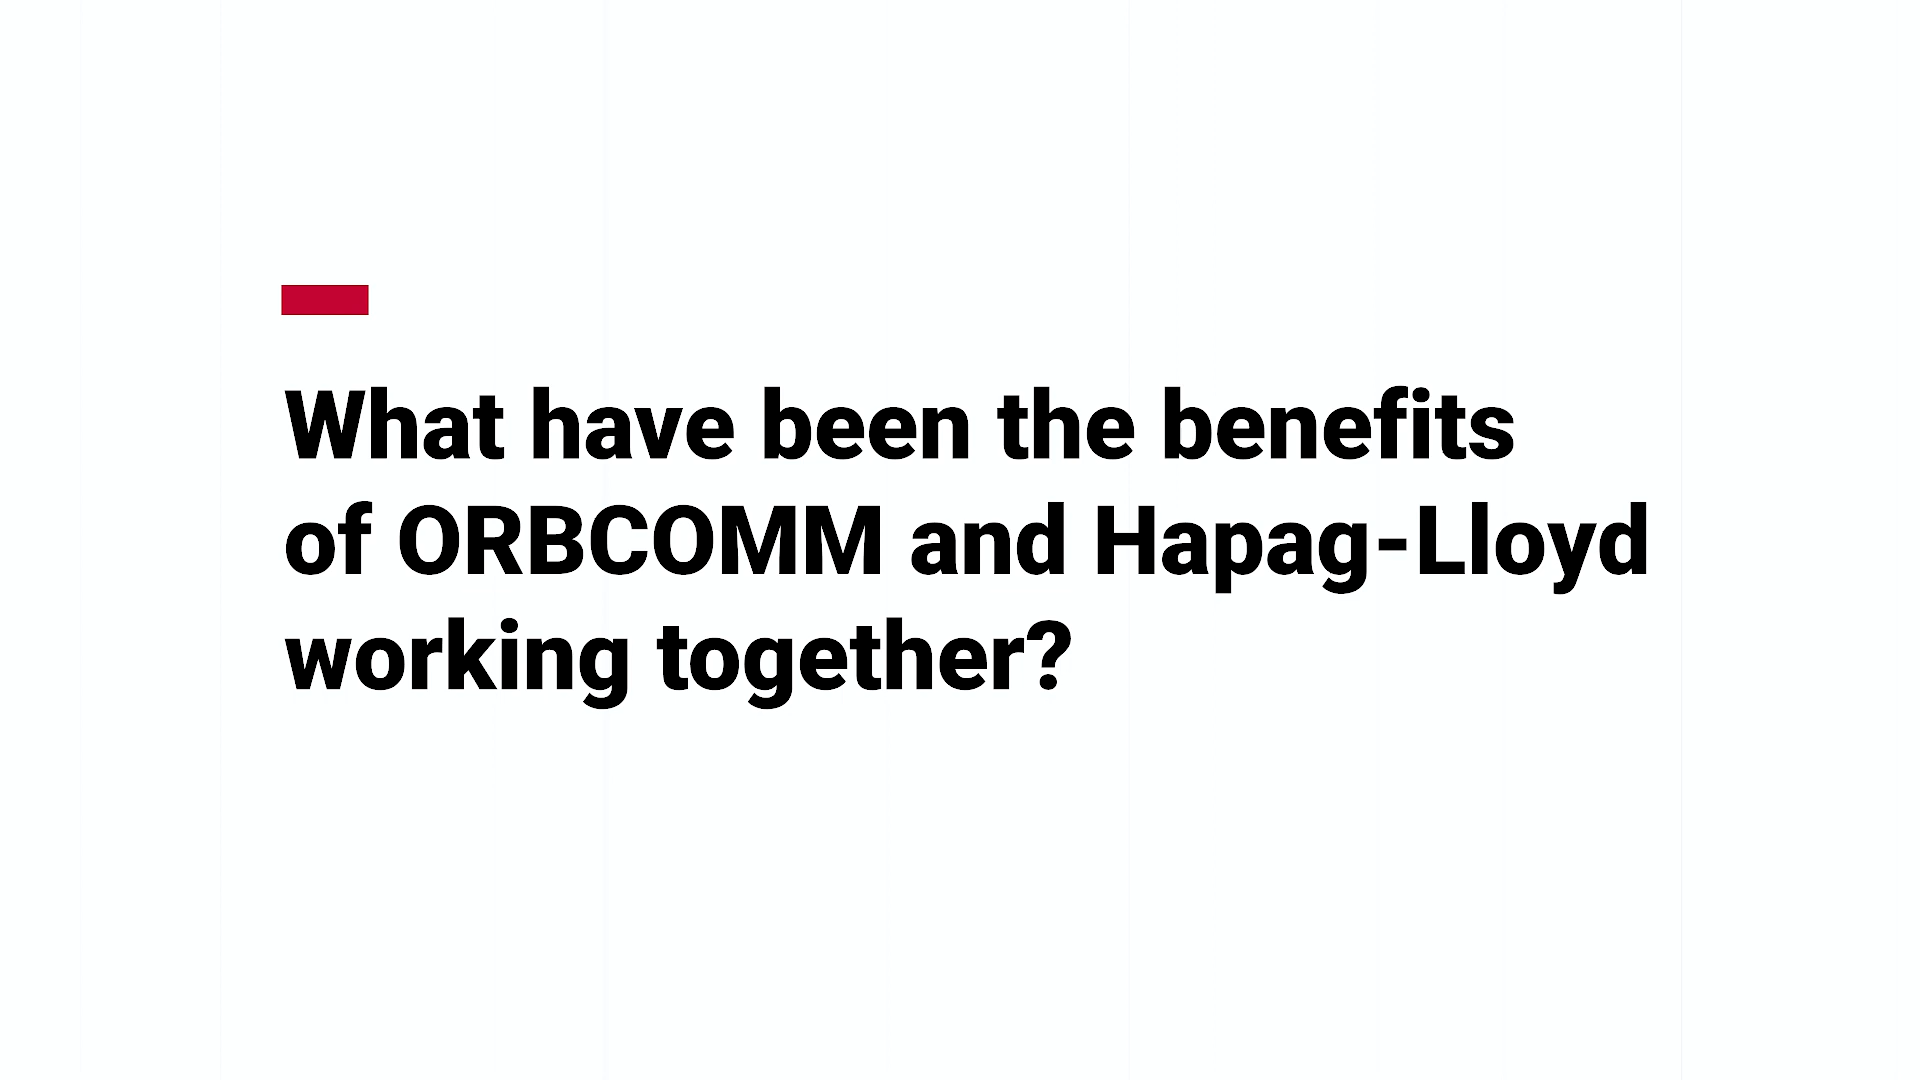 What have been the benefits
of ORBCOMM and Hapag-Lloyd
working together?